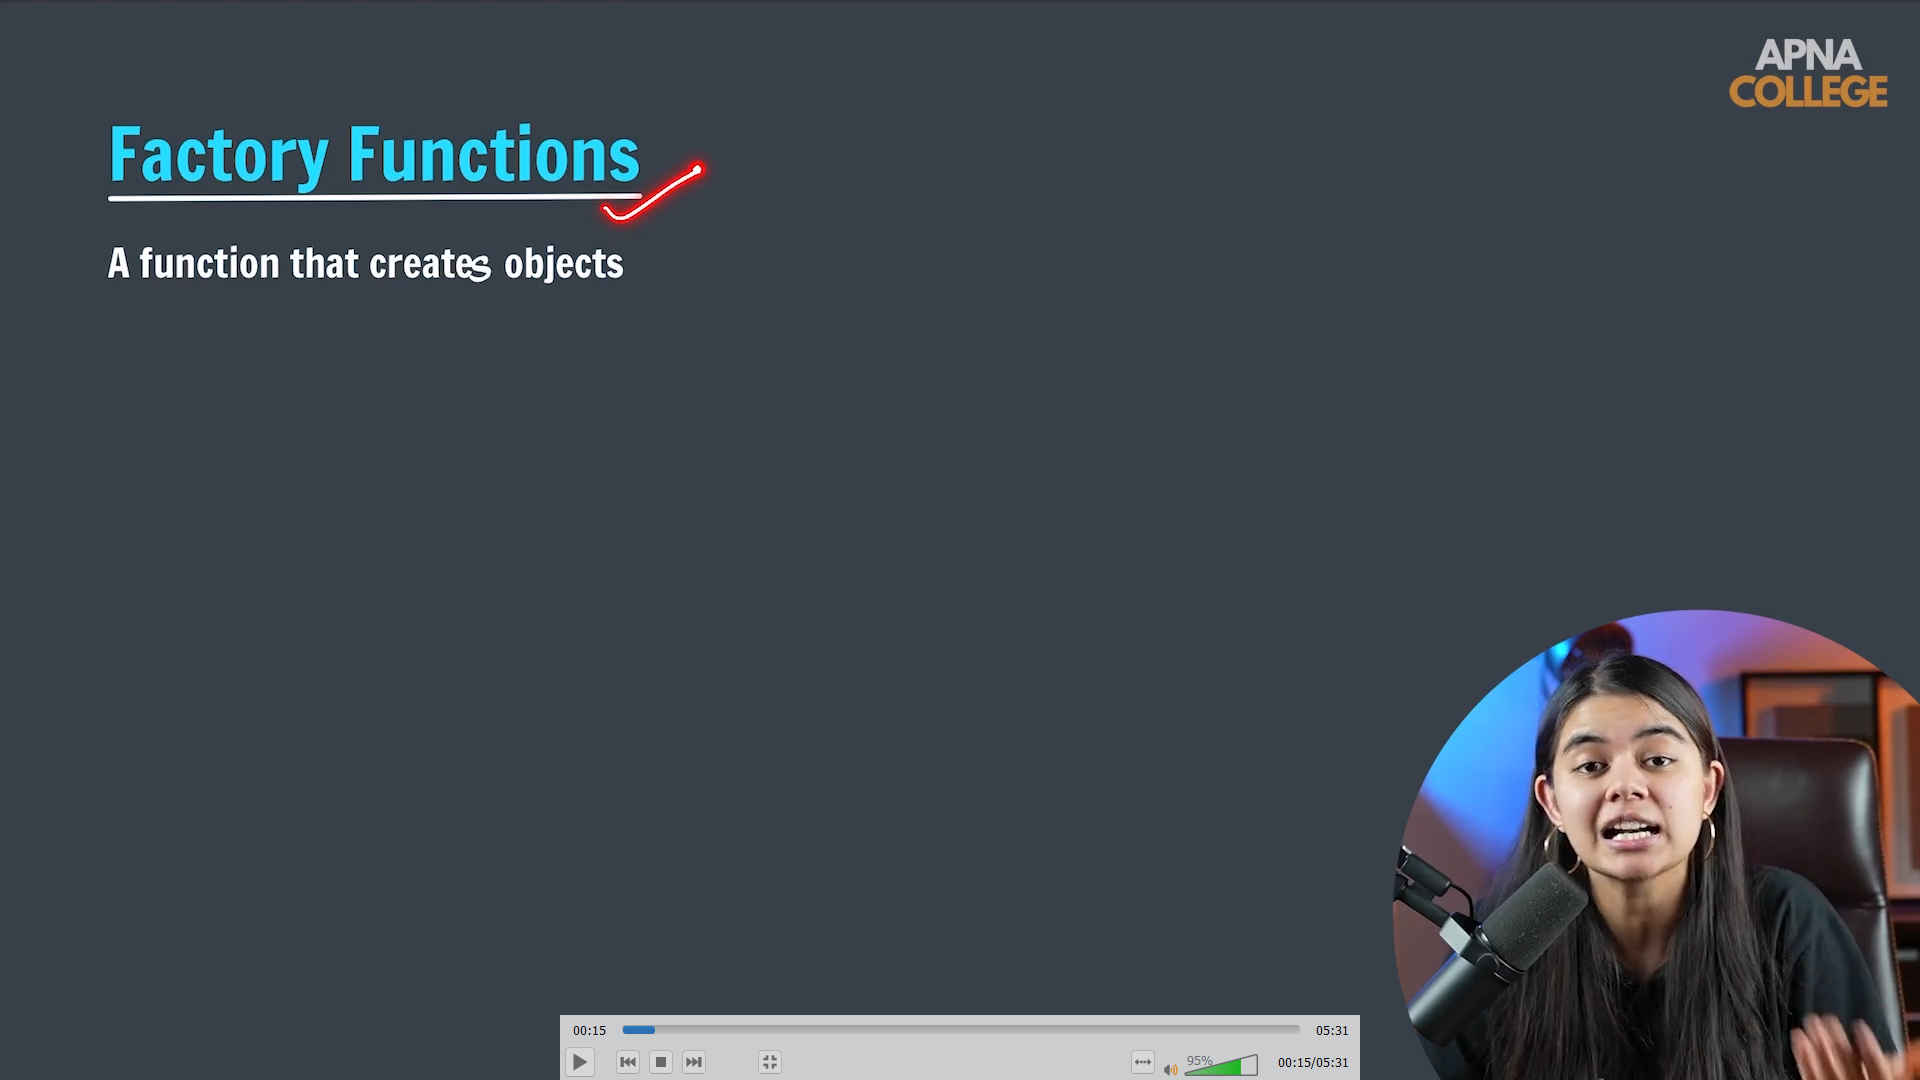 APNA
COLLEGE
Factory Functions
A function that creates objects
00:15
05:31
95%
00:15/05:31